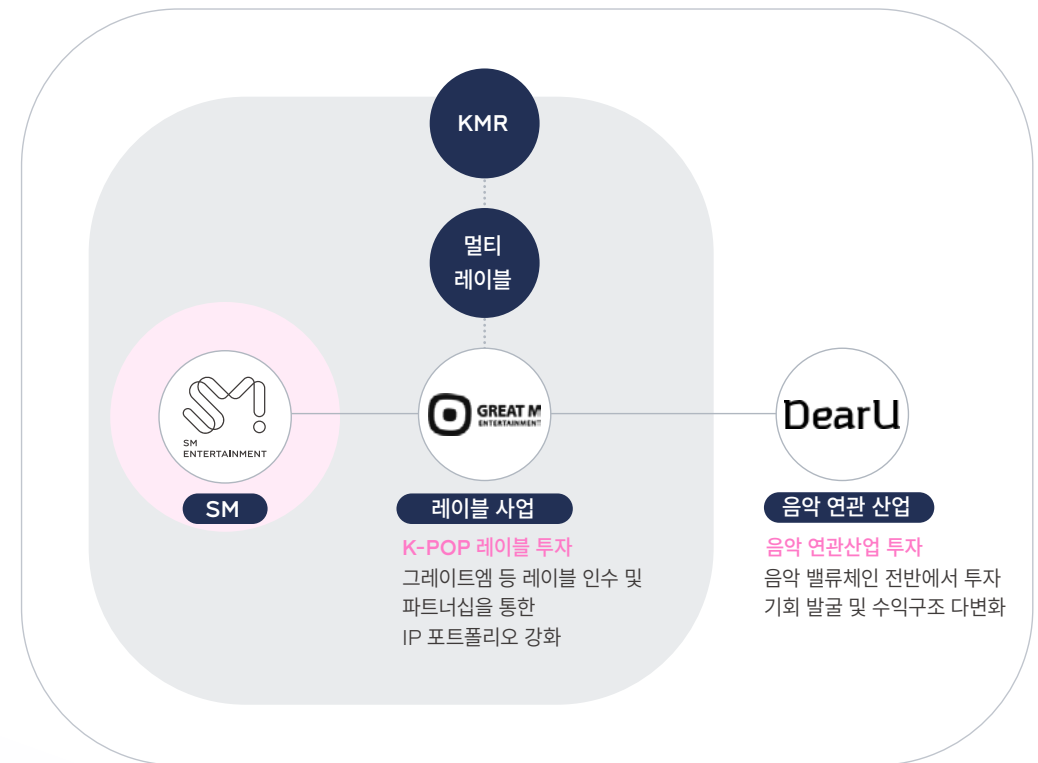 KMR
멀티
레이블
SM!
SM
ENTERTAINMENT
GREAT M
ENTERTAINMENT
DearU
SM
레이블 사업
음악 연관 산업
K-POP 레이블 투자
그레이트엠 등 레이블 인수 및
파트너십을 통한
IP 포트폴리오 강화
음악 연관산업 투자
음악 밸류체인 전반에서 투자
기회 발굴 및 수익구조 다변화